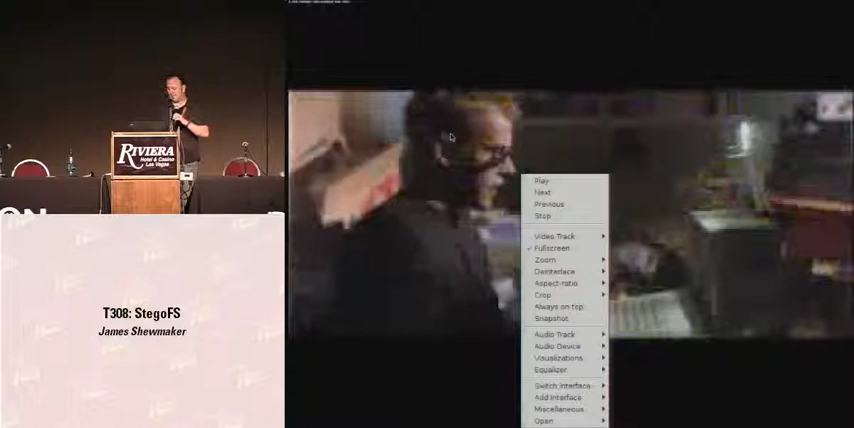 RIVIERA
Hotel & Casino
Las Vegas
T308: StegoFS
James Shewmaker
Play
Next
Previous
Stop
Video Track
Fullscreen
Zoom
Deinterlace
Aspect-ratio
Crop
Always on top
Snapshot
Audio Track
Audio Device
Visualizations
Equalizer
Switch interface
Add Interface
Miscellaneous
Open